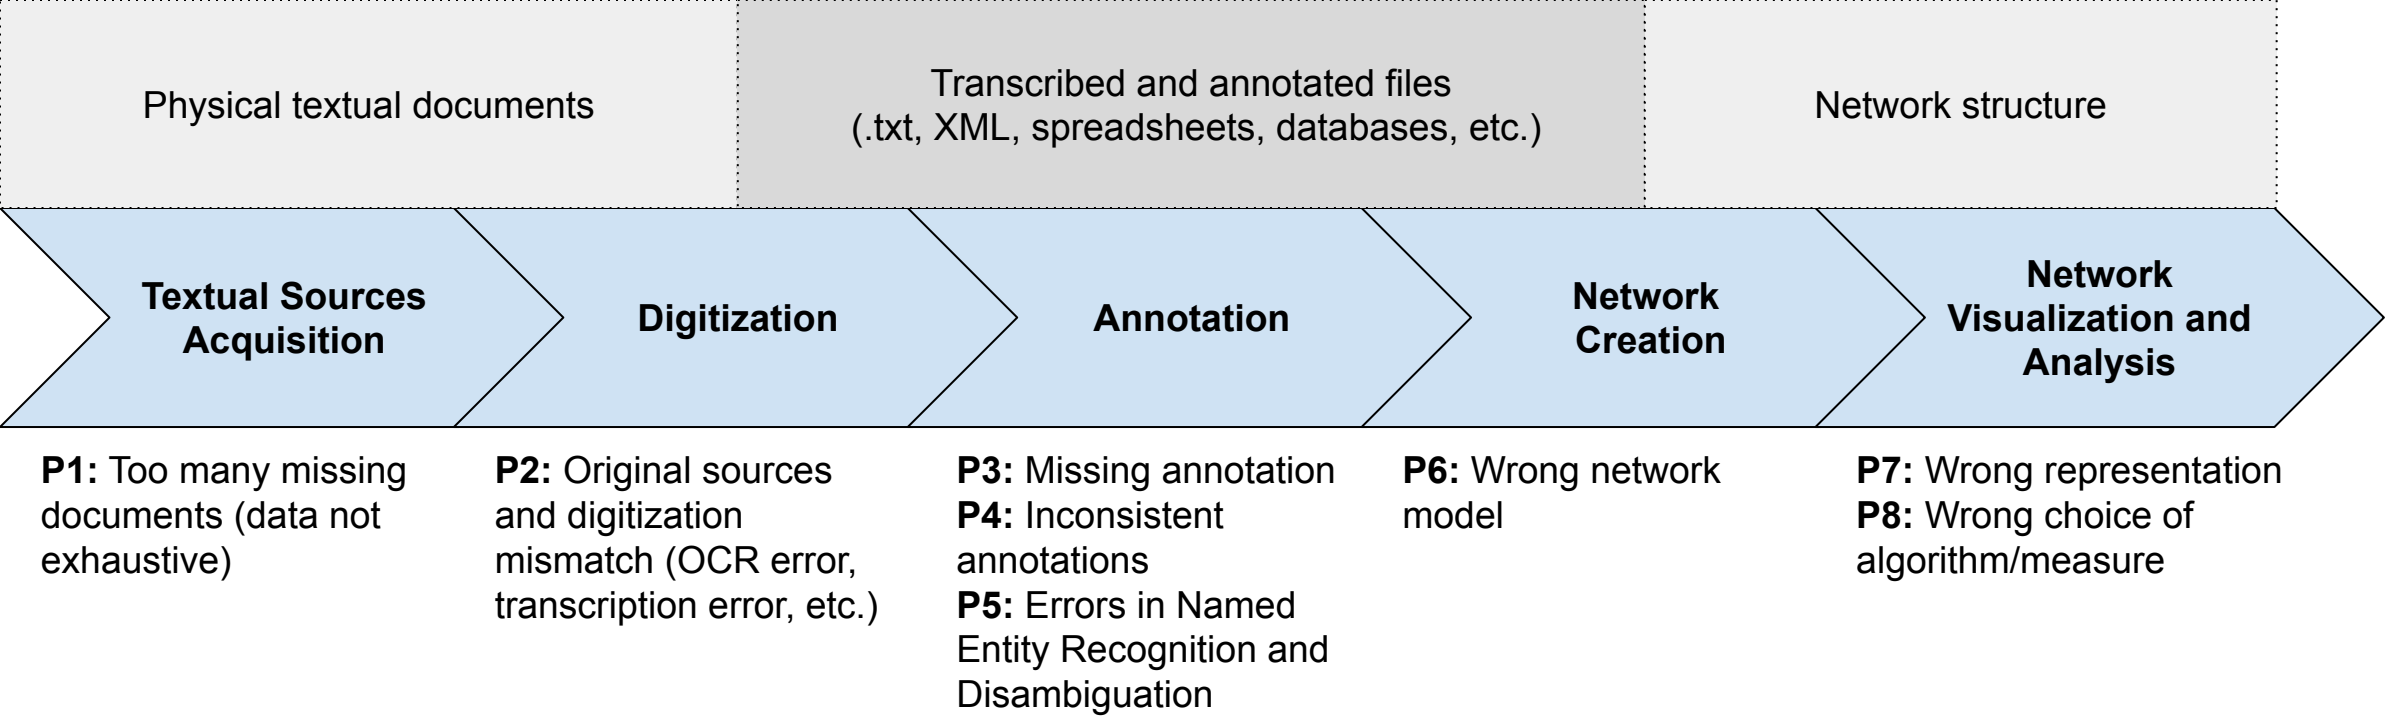 Physical textual documents
Transcribed and annotated files
(.txt, XML, spreadsheets, databases, etc.)
Network structure
Textual Sources
Acquisition
Digitization
Annotation
Network
Creation
Network
Visualization and
Analysis
P1: Too many missing
documents (data not
exhaustive)
P2: Original sources
and digitization
mismatch (OCR error,
transcription error, etc.)
P3: Missing annotation
P4: Inconsistent
annotations
P5: Errors in Named
Entity Recognition and
Disambiguation
P6: Wrong network
model
P7: Wrong representation
P8: Wrong choice of
algorithm/measure